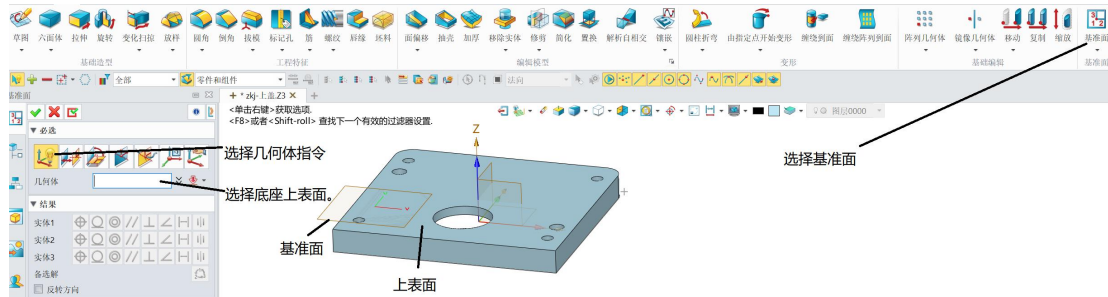 草图 六面体 拉伸 旋转 变化扫掠 放样 圆角 倒角 拔模 标记孔 筋 螺纹 唇缘 坯料 面偏移 抽壳 加厚 移除实体 修剪 简化 置换 解析自相交 镶嵌 圆柱折弯 由指定点开始变形 缠绕到面 缠绕阵列到面 阵列几何体 镜像几何体 移动 复制 缩放 基准面
基础造型 工程特征 编辑模型 变形 基础编辑 基准面
全部 零件和组件 法向
基准面
+ * zkj-上盖.Z3 × +
<单击右键>获取选项.
<F8>或者<Shift-roll> 查找下一个有效的过滤器设置.
图层0000
▼ 必选
Z
选择几何体指令
选择基准面
几何体
选择底座上表面。
▼ 结果
实体1
实体2
基准面
实体3
备选解
上表面
反转方向